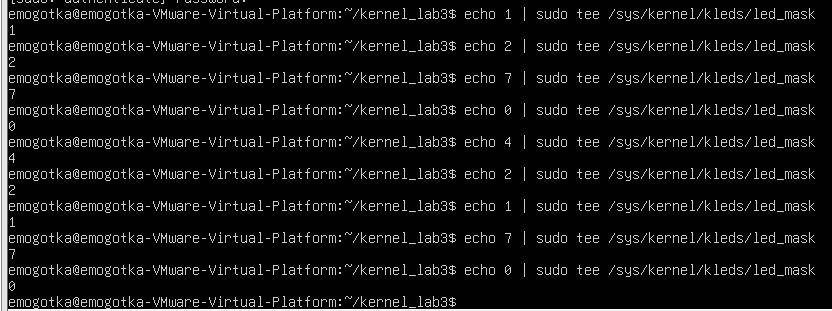 [sudo: authenticate] Password:
emogotka@emogotka-VMware-Virtual-Platform:~/kernel_lab3$ echo 1 | sudo tee /sys/kernel/kleds/led_mask
1
emogotka@emogotka-VMware-Virtual-Platform:~/kernel_lab3$ echo 2 | sudo tee /sys/kernel/kleds/led_mask
2
emogotka@emogotka-VMware-Virtual-Platform:~/kernel_lab3$ echo 7 | sudo tee /sys/kernel/kleds/led_mask
7
emogotka@emogotka-VMware-Virtual-Platform:~/kernel_lab3$ echo 0 | sudo tee /sys/kernel/kleds/led_mask
0
emogotka@emogotka-VMware-Virtual-Platform:~/kernel_lab3$ echo 4 | sudo tee /sys/kernel/kleds/led_mask
4
emogotka@emogotka-VMware-Virtual-Platform:~/kernel_lab3$ echo 2 | sudo tee /sys/kernel/kleds/led_mask
2
emogotka@emogotka-VMware-Virtual-Platform:~/kernel_lab3$ echo 1 | sudo tee /sys/kernel/kleds/led_mask
1
emogotka@emogotka-VMware-Virtual-Platform:~/kernel_lab3$ echo 7 | sudo tee /sys/kernel/kleds/led_mask
7
emogotka@emogotka-VMware-Virtual-Platform:~/kernel_lab3$ echo 0 | sudo tee /sys/kernel/kleds/led_mask
0
emogotka@emogotka-VMware-Virtual-Platform:~/kernel_lab3$